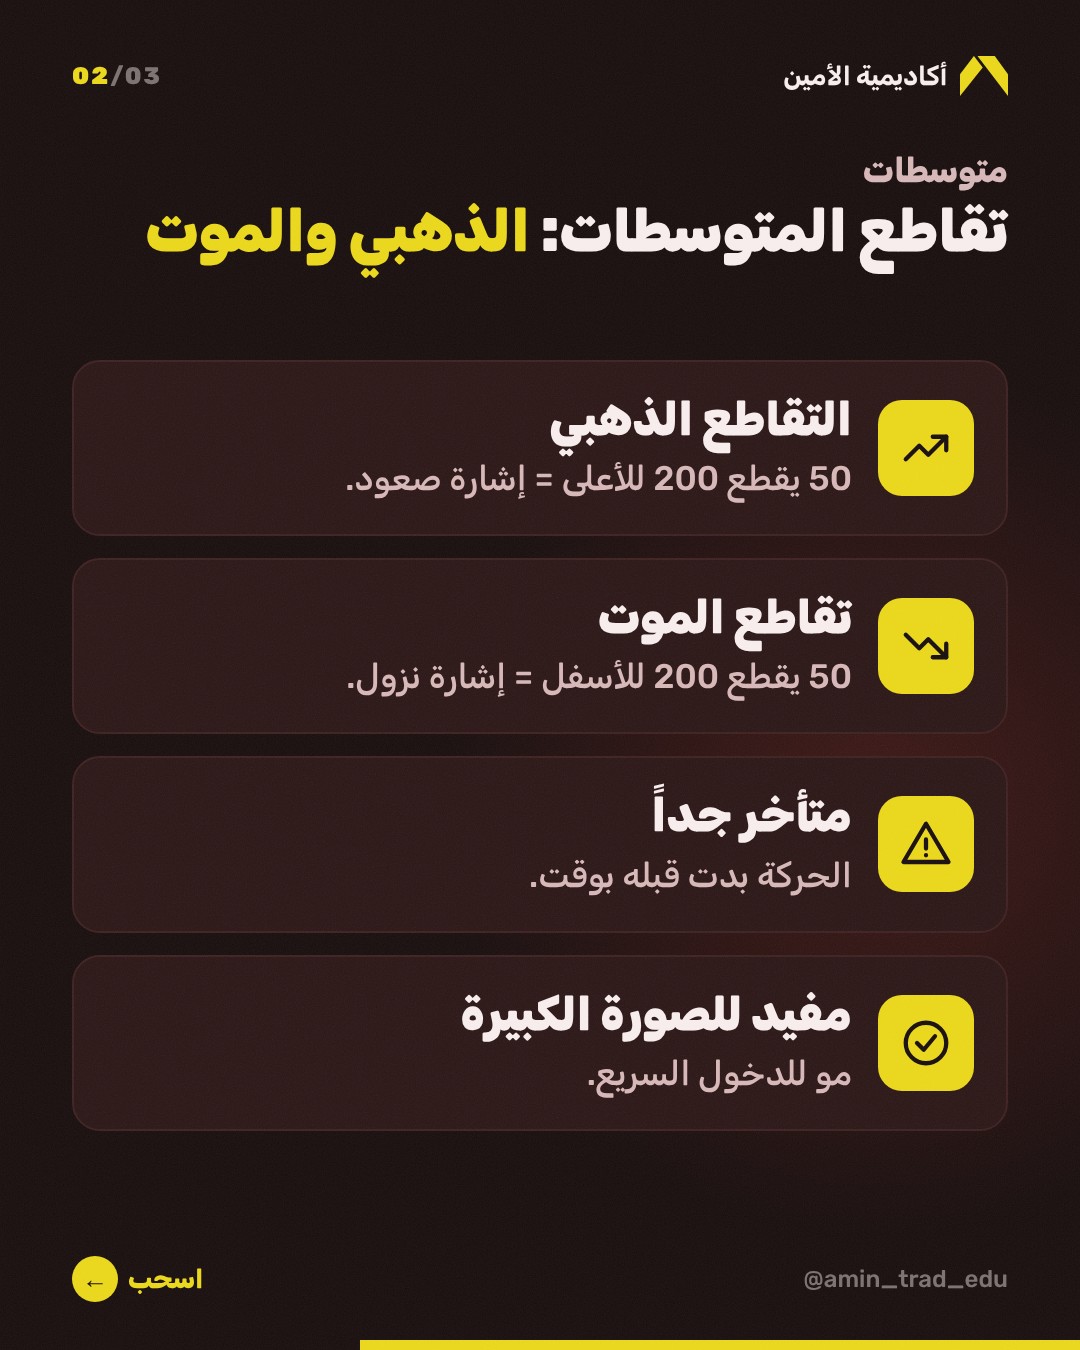 أكاديمية الأمين
02/03
متوسطات
تقاطع المتوسطات: الذهبي والموت
التقاطع الذهبي
50 يقطع 200 للأعلى = إشارة صعود.
تقاطع الموت
50 يقطع 200 للأسفل = إشارة نزول.
متأخر جداً
الحركة بدت قبله بوقت.
مفيد للصورة الكبيرة
مو للدخول السريع.
@amin_trad_edu
اسحب ←